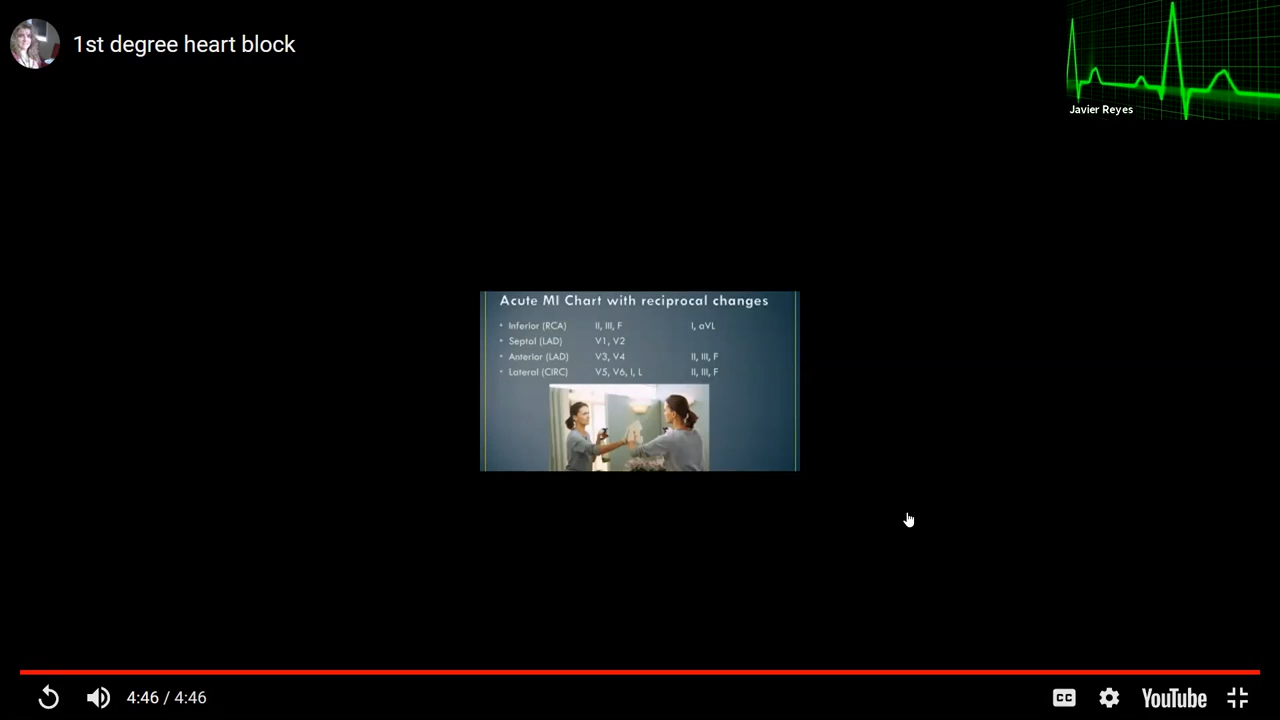 1st degree heart block
Javier Reyes
Acute MI Chart with reciprocal changes
• Inferior (RCA) II, III, F I, aVL
• Septal (LAD) V1, V2
• Anterior (LAD) V3, V4 II, III, F
• Lateral (CIRC) V5, V6, I, L II, III, F
4:46 / 4:46
CC
YouTube